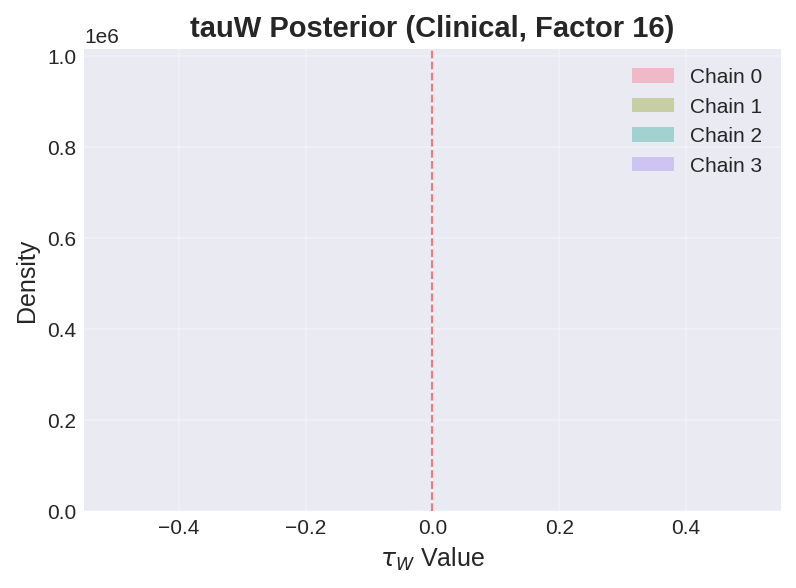 tauW Posterior (Clinical, Factor 16)
1e6
1.0
0.8
0.6
0.4
0.2
0.0
Density
−0.4
−0.2
0.0
0.2
0.4
τW Value
Chain 0
Chain 1
Chain 2
Chain 3